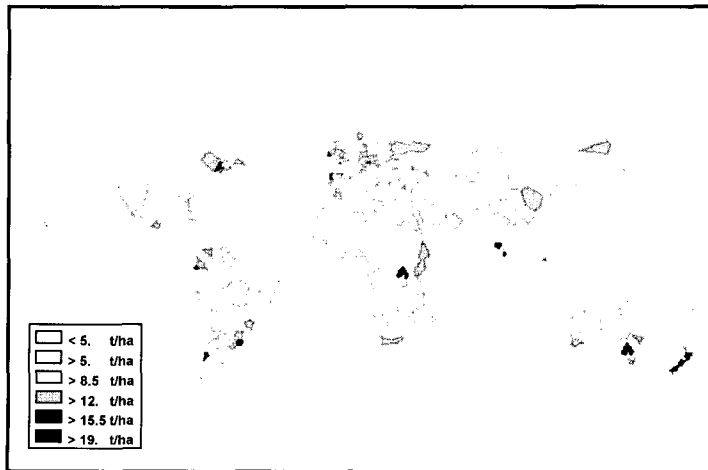 < 5. t/ha
> 5. t/ha
> 8.5 t/ha
> 12. t/ha
> 15.5 t/ha
> 19. t/ha